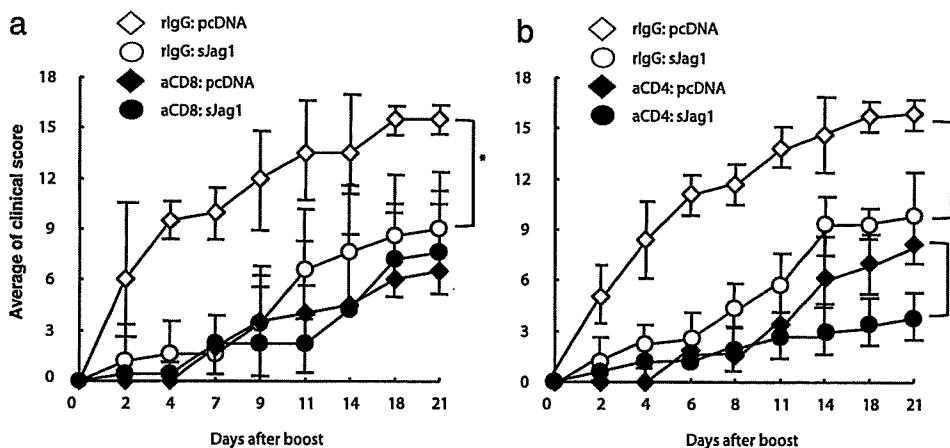 a
rIgG: pcDNA
rIgG: sJag1
aCD8: pcDNA
aCD8: sJag1
Average of clinical score
18
15
12
9
6
3
0
*
0 2 4 7 9 11 14 18 21
Days after boost
b
rIgG: pcDNA
rIgG: sJag1
aCD4: pcDNA
aCD4: sJag1
18
15
12
9
6
3
0
0 2 4 6 8 11 14 18 21
Days after boost